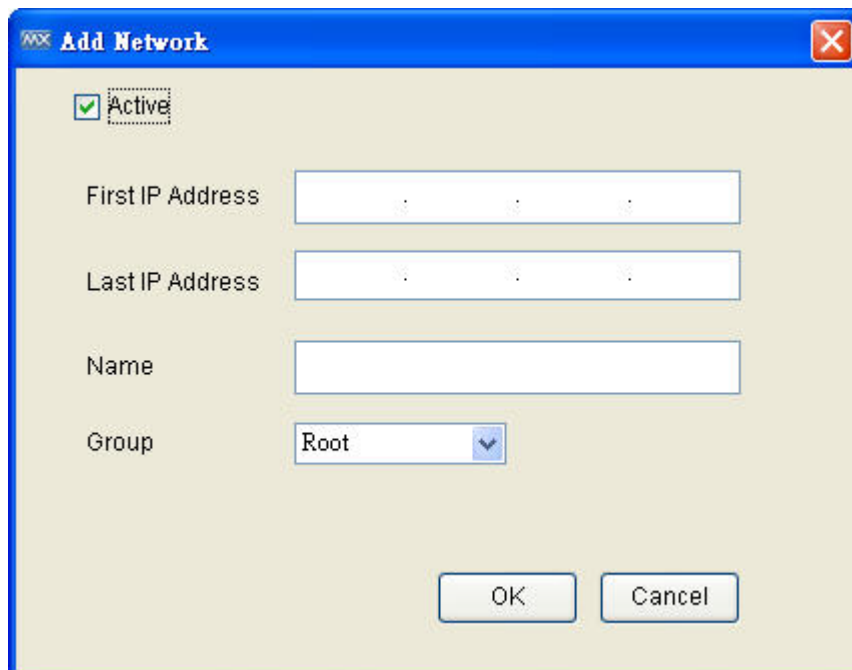 MX Add Network
Active
First IP Address . . .
Last IP Address . . .
Name
Group Root
OK Cancel